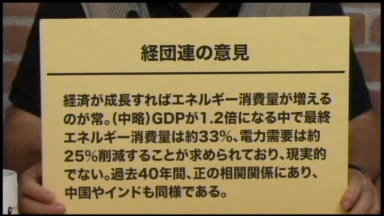 経団連の意見
経済が成長すればエネルギー消費量が増える
のが常。(中略)GDPが1.2倍になる中で最終
エネルギー消費量は約33%、電力需要は約
25%削減することが求められており、現実的
でない。過去40年間、正の相関関係にあり、
中国やインドも同様である。